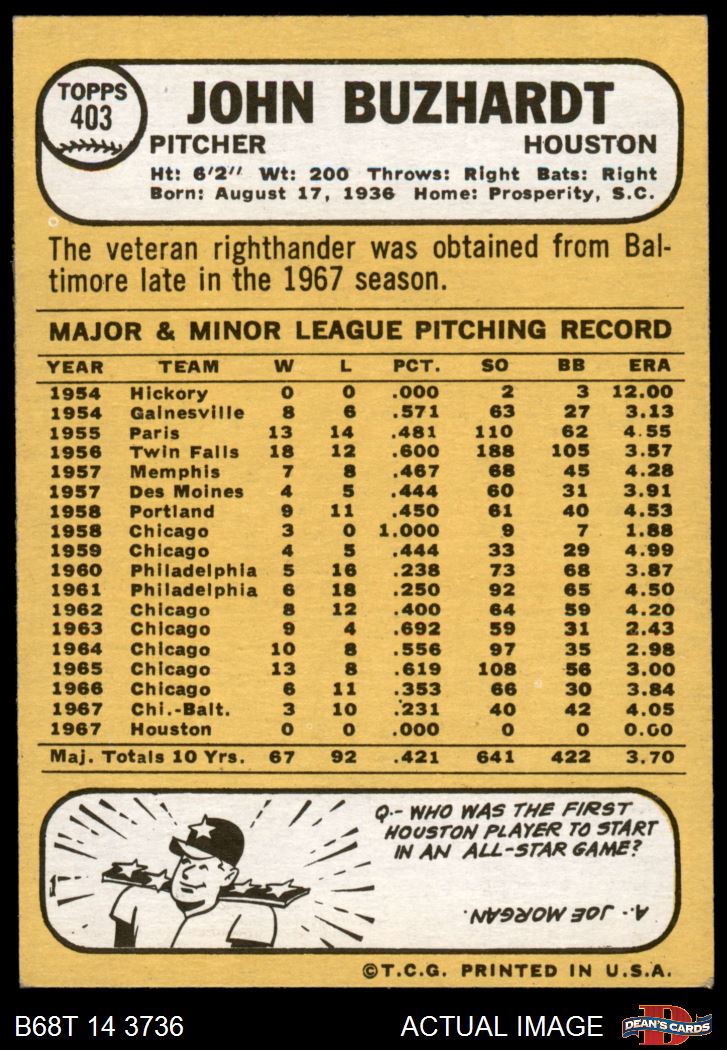 TOPPS
403
JOHN BUZHARDT
PITCHER HOUSTON
Ht: 6'2" Wt: 200 Throws: Right Bats: Right
Born: August 17, 1936 Home: Prosperity, S.C.
The veteran righthander was obtained from Bal-
timore late in the 1967 season.
MAJOR & MINOR LEAGUE PITCHING RECORD
YEAR TEAM W L PCT. SO BB ERA
1954 Hickory 0 0 .000 2 3 12.00
1954 Gainesville 8 6 .571 63 27 3.13
1955 Paris 13 14 .481 110 62 4.55
1956 Twin Falls 18 12 .600 188 105 3.57
1957 Memphis 7 8 .467 68 45 4.28
1957 Des Moines 4 5 .444 60 31 3.91
1958 Portland 9 11 .450 61 40 4.53
1958 Chicago 3 0 1.000 9 7 1.88
1959 Chicago 4 5 .444 33 29 4.99
1960 Philadelphia 5 16 .238 73 68 3.87
1961 Philadelphia 6 18 .250 92 65 4.50
1962 Chicago 8 12 .400 64 59 4.20
1963 Chicago 9 4 .692 59 31 2.43
1964 Chicago 10 8 .556 97 35 2.98
1965 Chicago 13 8 .619 108 56 3.00
1966 Chicago 6 11 .353 66 30 3.84
1967 Chi.-Balt. 3 10 .231 40 42 4.05
1967 Houston 0 0 .000 0 0 0.00
Maj. Totals 10 Yrs. 67 92 .421 641 422 3.70
Q.- WHO WAS THE FIRST
HOUSTON PLAYER TO START
IN AN ALL-STAR GAME?
A.- JOE MORGAN.
©T.C.G. PRINTED IN U.S.A.
B68T 14 3736 ACTUAL IMAGE
D
DEAN'S CARDS